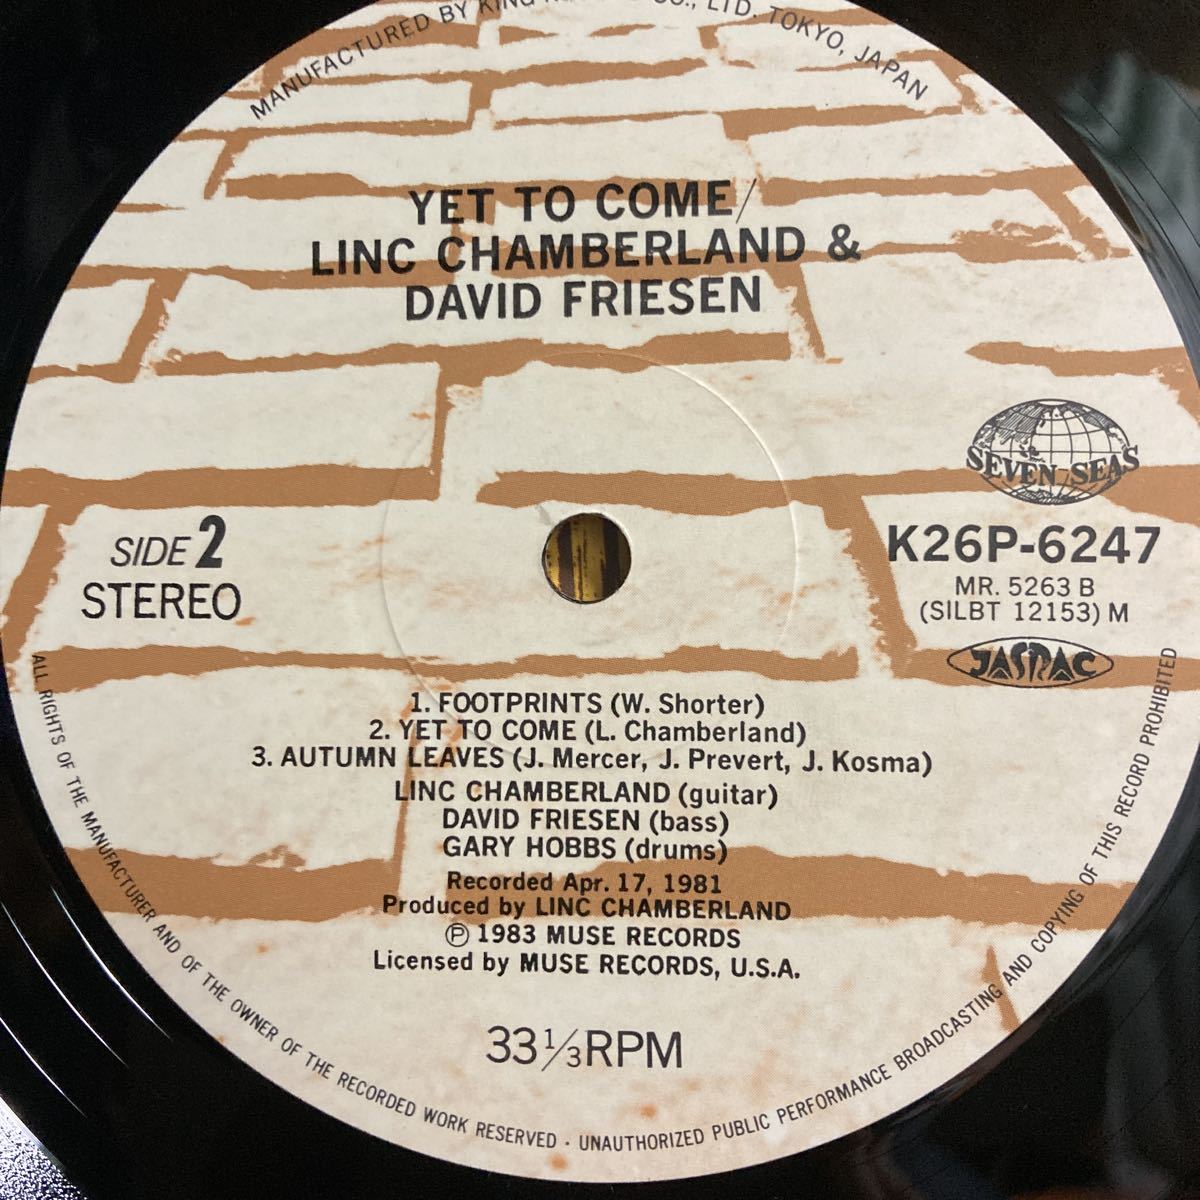 MANUFACTURED BY KING CO., LTD. TOKYO, JAPAN
YET TO COME/
LINC CHAMBERLAND &
DAVID FRIESEN
SEVEN SEAS
SIDE 2
STEREO
K26P-6247
MR. 5263 B
(SILBT 12153) M
JASRAC
1. FOOTPRINTS (W. Shorter)
2. YET TO COME (L. Chamberland)
3. AUTUMN LEAVES (J. Mercer, J. Prevert, J. Kosma)
LINC CHAMBERLAND (guitar)
DAVID FRIESEN (bass)
GARY HOBBS (drums)
Recorded Apr. 17, 1981
Produced by LINC CHAMBERLAND
Ⓟ 1983 MUSE RECORDS
Licensed by MUSE RECORDS, U.S.A.
33 1/3 RPM
ALL RIGHTS OF THE MANUFACTURER AND OF THE OWNER OF THE RECORDED WORK RESERVED · UNAUTHORIZED PUBLIC PERFORMANCE BROADCASTING AND COPYING OF THIS RECORD PROHIBITED